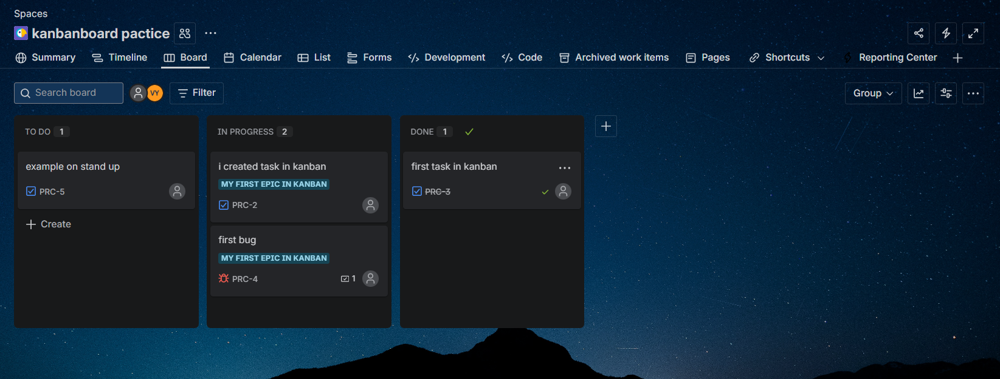 Spaces
kanbanboard pactice
Summary Timeline Board Calendar List Forms Development Code Archived work items Pages Shortcuts Reporting Center
Search board VY Filter Group
TO DO 1
example on stand up
PRC-5
Create
IN PROGRESS 2
i created task in kanban
MY FIRST EPIC IN KANBAN
PRC-2
first bug
MY FIRST EPIC IN KANBAN
PRC-4 1
DONE 1
first task in kanban
PRC-3